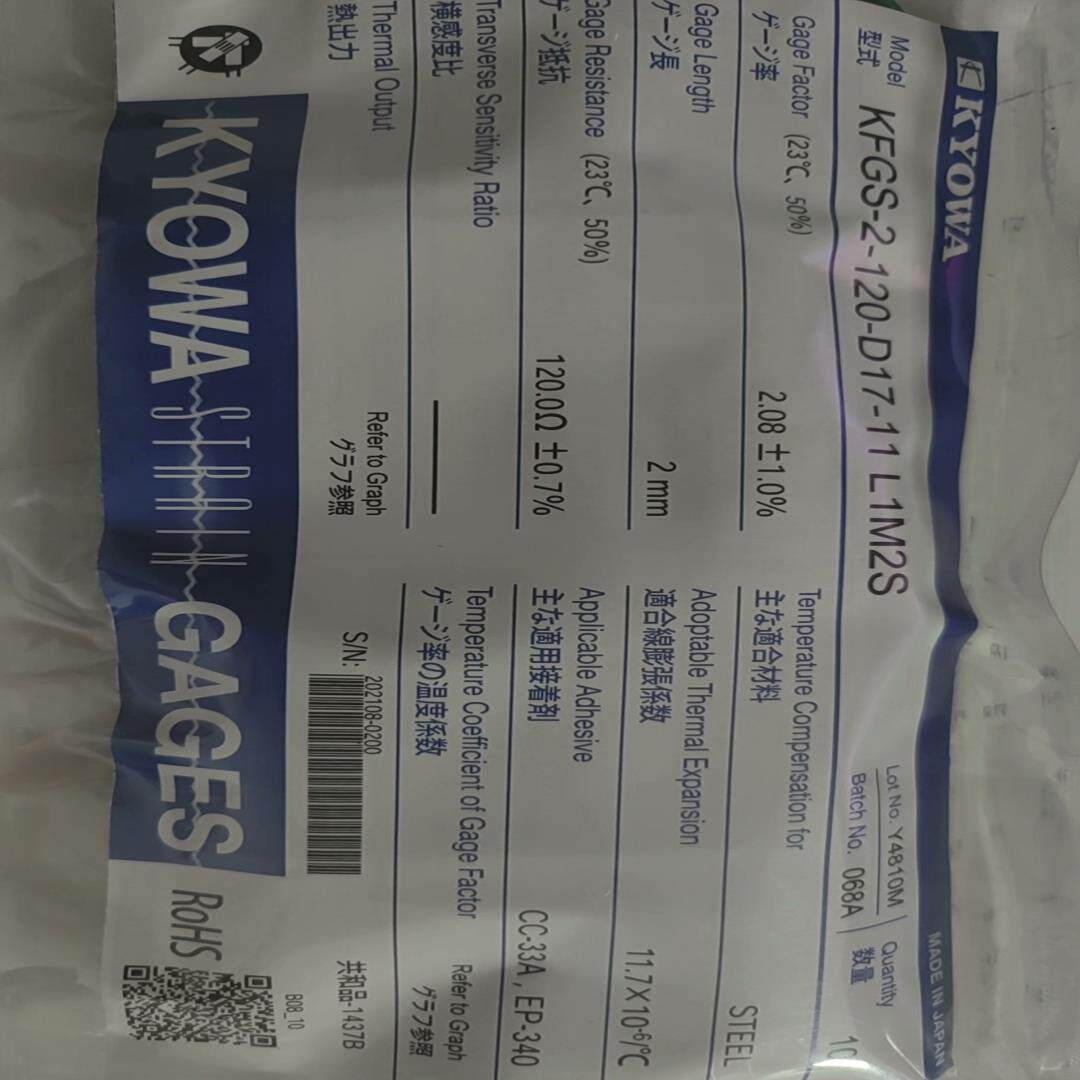 KYOWA
MADE IN JAPAN
Model
型式
KFGS-2-120-D17-11 L1M2S
Lot No. Y4810M
Batch No. 068A
Quantity
数量
10
Gage Factor (23℃、50%)
ゲージ率
2.08 ±1.0%
Temperature Compensation for
主な適合材料
STEEL
Gage Length
ゲージ長
2 mm
Adoptable Thermal Expansion
適合線膨張係数
11.7×10-6/℃
Gage Resistance (23℃、50%)
ゲージ抵抗
120.0Ω ±0.7%
Applicable Adhesive
主な適用接着剤
CC-33A , EP-340
Transverse Sensitivity Ratio
横感度比
Temperature Coefficient of Gage Factor
ゲージ率の温度係数
Refer to Graph
グラフ参照
Thermal Output
熱出力
Refer to Graph
グラフ参照
S/N: 202108-0200
共和品-1437B
B08_10
KYOWA STRAIN GAGES
RoHS